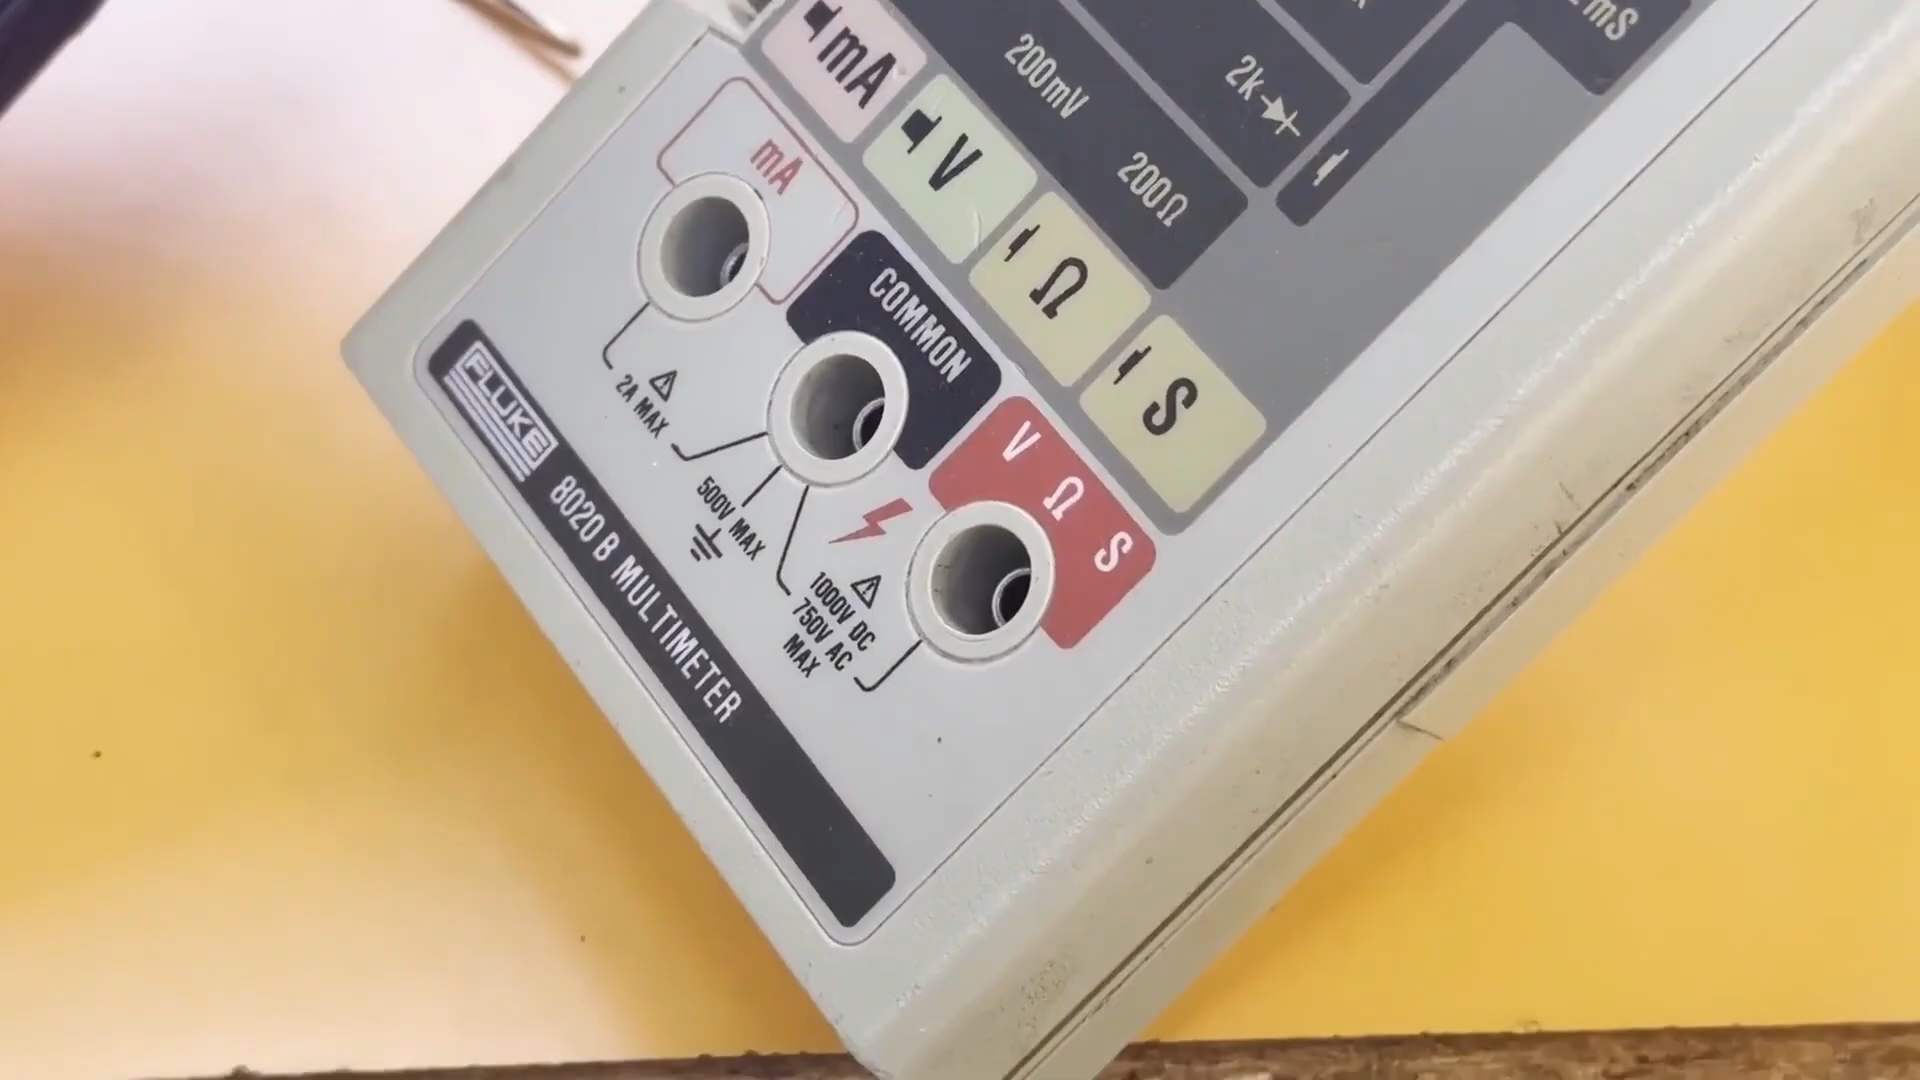 mS
2k
200mV
200Ω
mA
V
Ω
S
mA
COMMON
V Ω S
2A MAX
500V MAX
1000V DC
750V AC
MAX
FLUKE 8020 B MULTIMETER